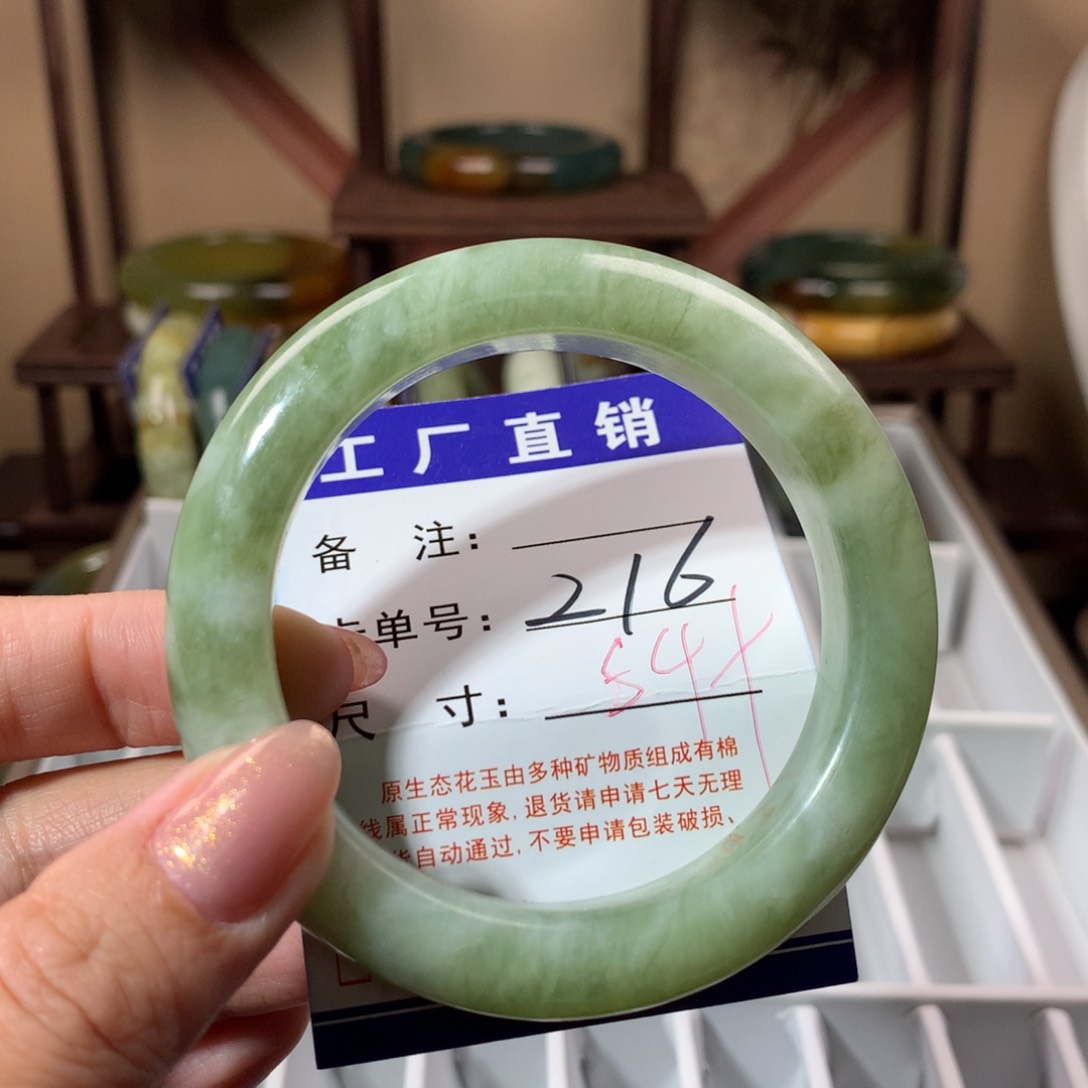 工厂直销
备 注：
单号：216
尺 寸：54
原生态花玉由多种矿物质组成有棉
线属正常现象，退货请申请七天无理
自动通过，不要申请包装破损、